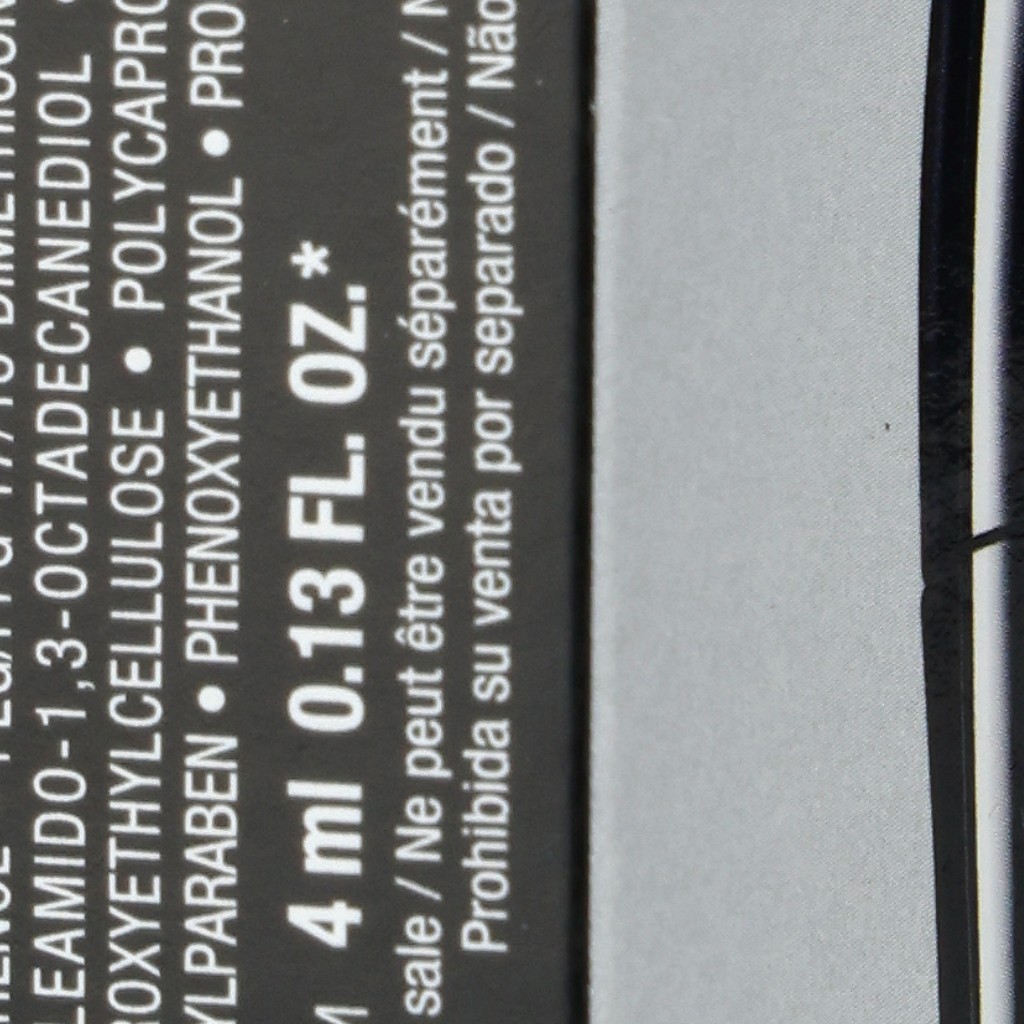 LEAMIDO-1,3-OCTADECANEDIOL
ROXYETHYLCELLULOSE • POLYCAPRO
YLPARABEN • PHENOXYETHANOL • PRO
4 ml 0.13 FL. OZ.*
sale / Ne peut être vendu séparément / N
Prohibida su venta por separado / Não